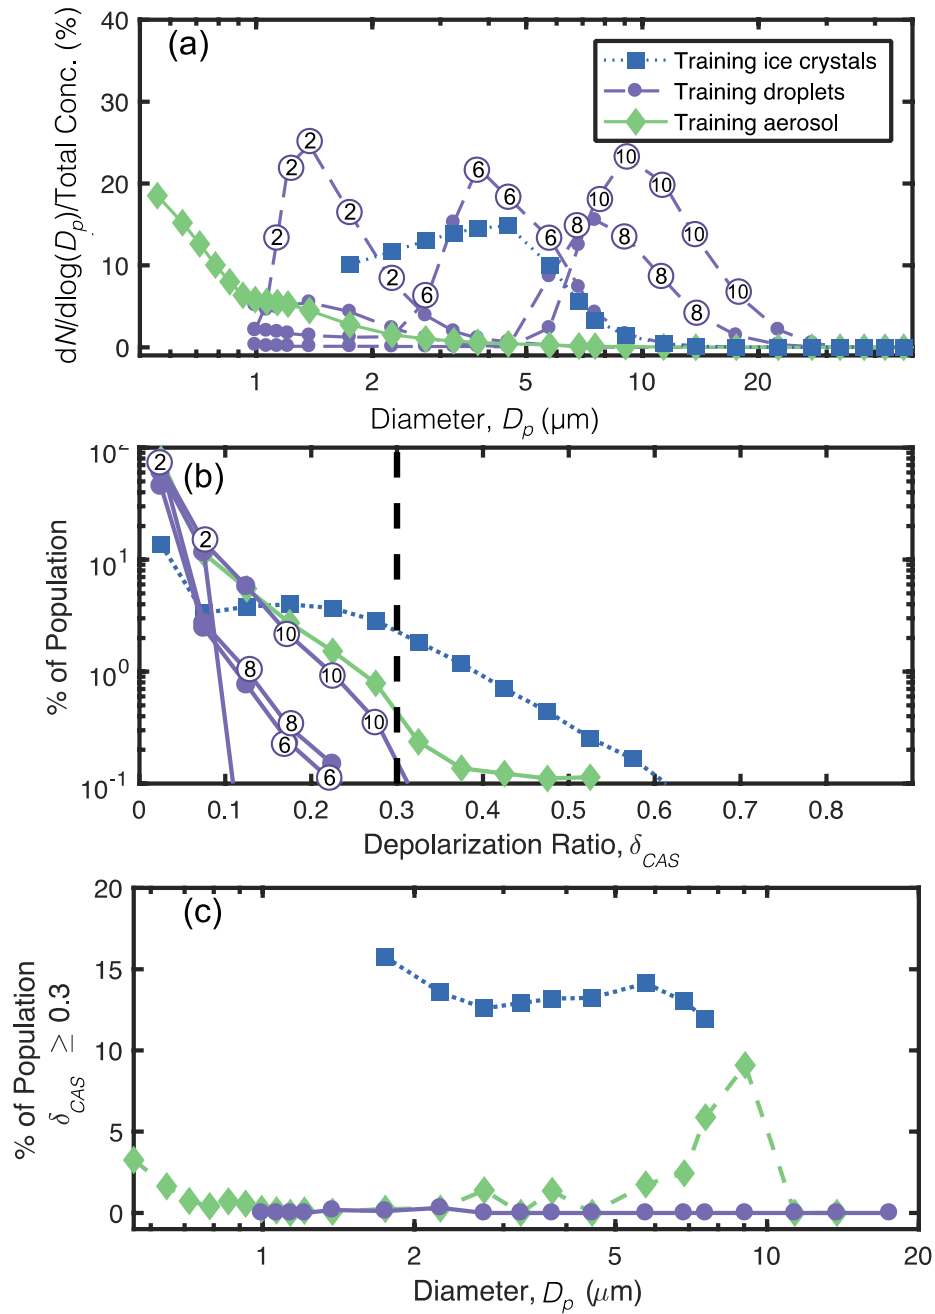 (a)
dN/dlog(Dₚ)/Total Conc. (%)
40
30
20
10
0
Training ice crystals
Training droplets
Training aerosol
2
2
2
2
2
6
6
6
6
8
8
8
8
10
10
10
10
10
1 2 5 10 20
Diameter, Dₚ (µm)
(b)
% of Population
10²
10¹
10⁰
10⁻¹
2
2
10
10
10
8
8
6
6
0 0.1 0.2 0.3 0.4 0.5 0.6 0.7 0.8
Depolarization Ratio, δCAS
(c)
% of Population
δCAS ≥ 0.3
20
15
10
5
0
1 2 5 10 20
Diameter, Dₚ (µm)